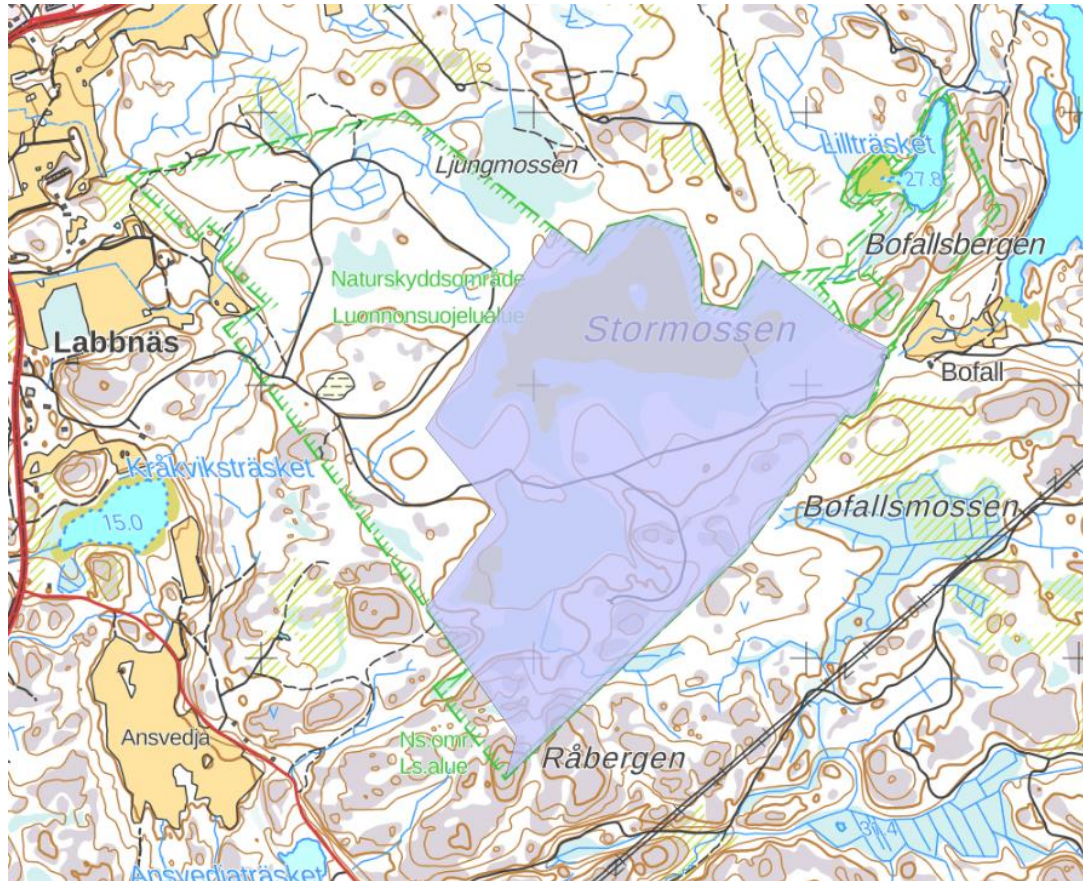 Ljungmossen
Lillträsket
27.8
Bofallsbergen
Naturskyddsområde
Luonnonsuojelualue
Stormossen
Labbnäs
Bofall
Kråkviksträsket
15.0
Bofallsmossen
Ansvedja
Ns.omr.
Ls.alue
Råbergen
Ansvedjaträsket